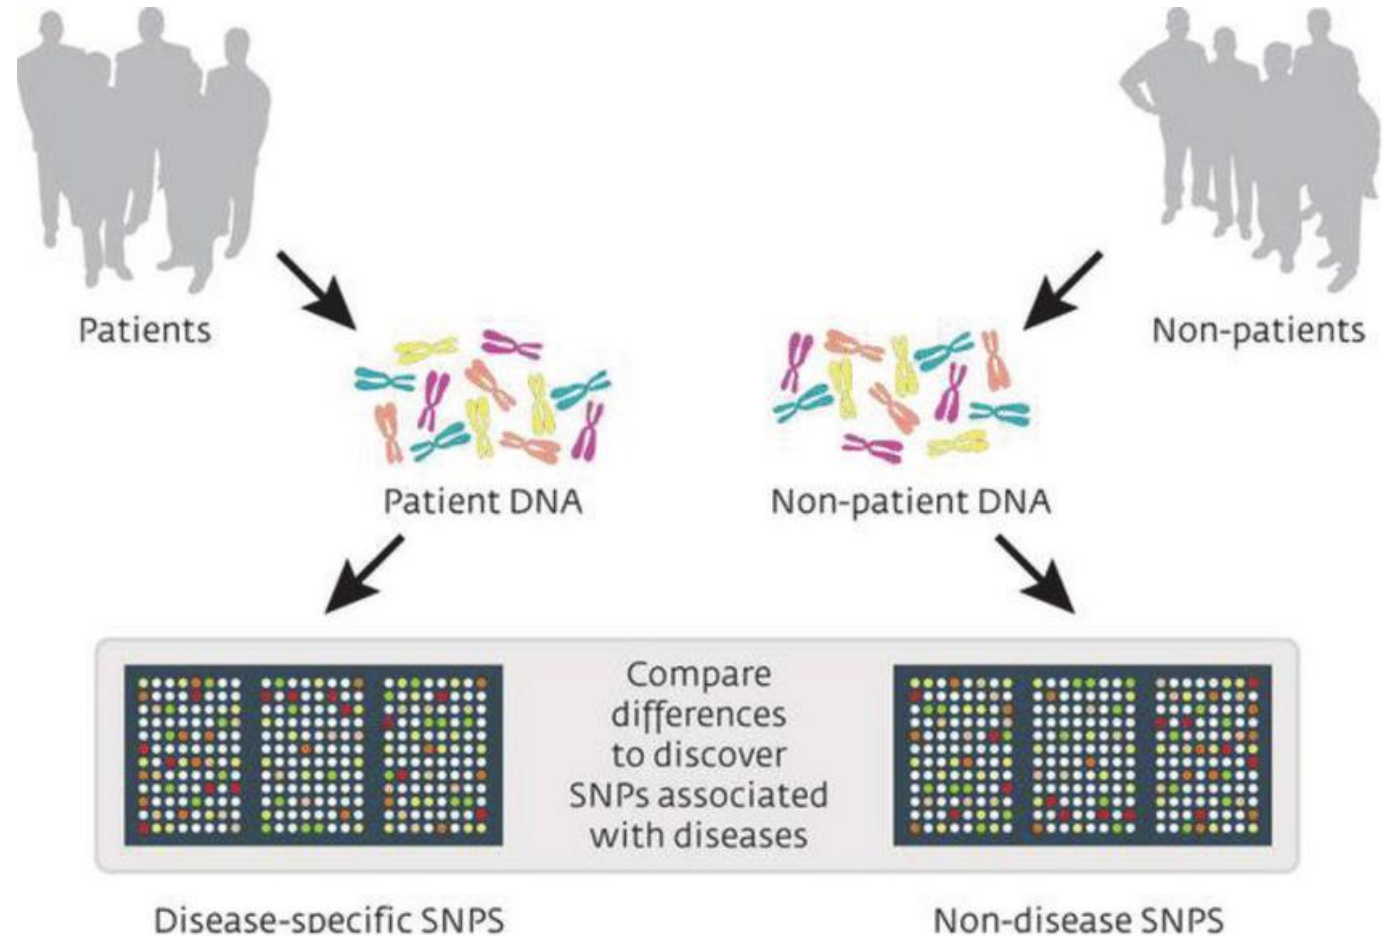 Patients
Non-patients
Patient DNA
Non-patient DNA
Compare
differences
to discover
SNPs associated
with diseases
Disease-specific SNPS
Non-disease SNPS